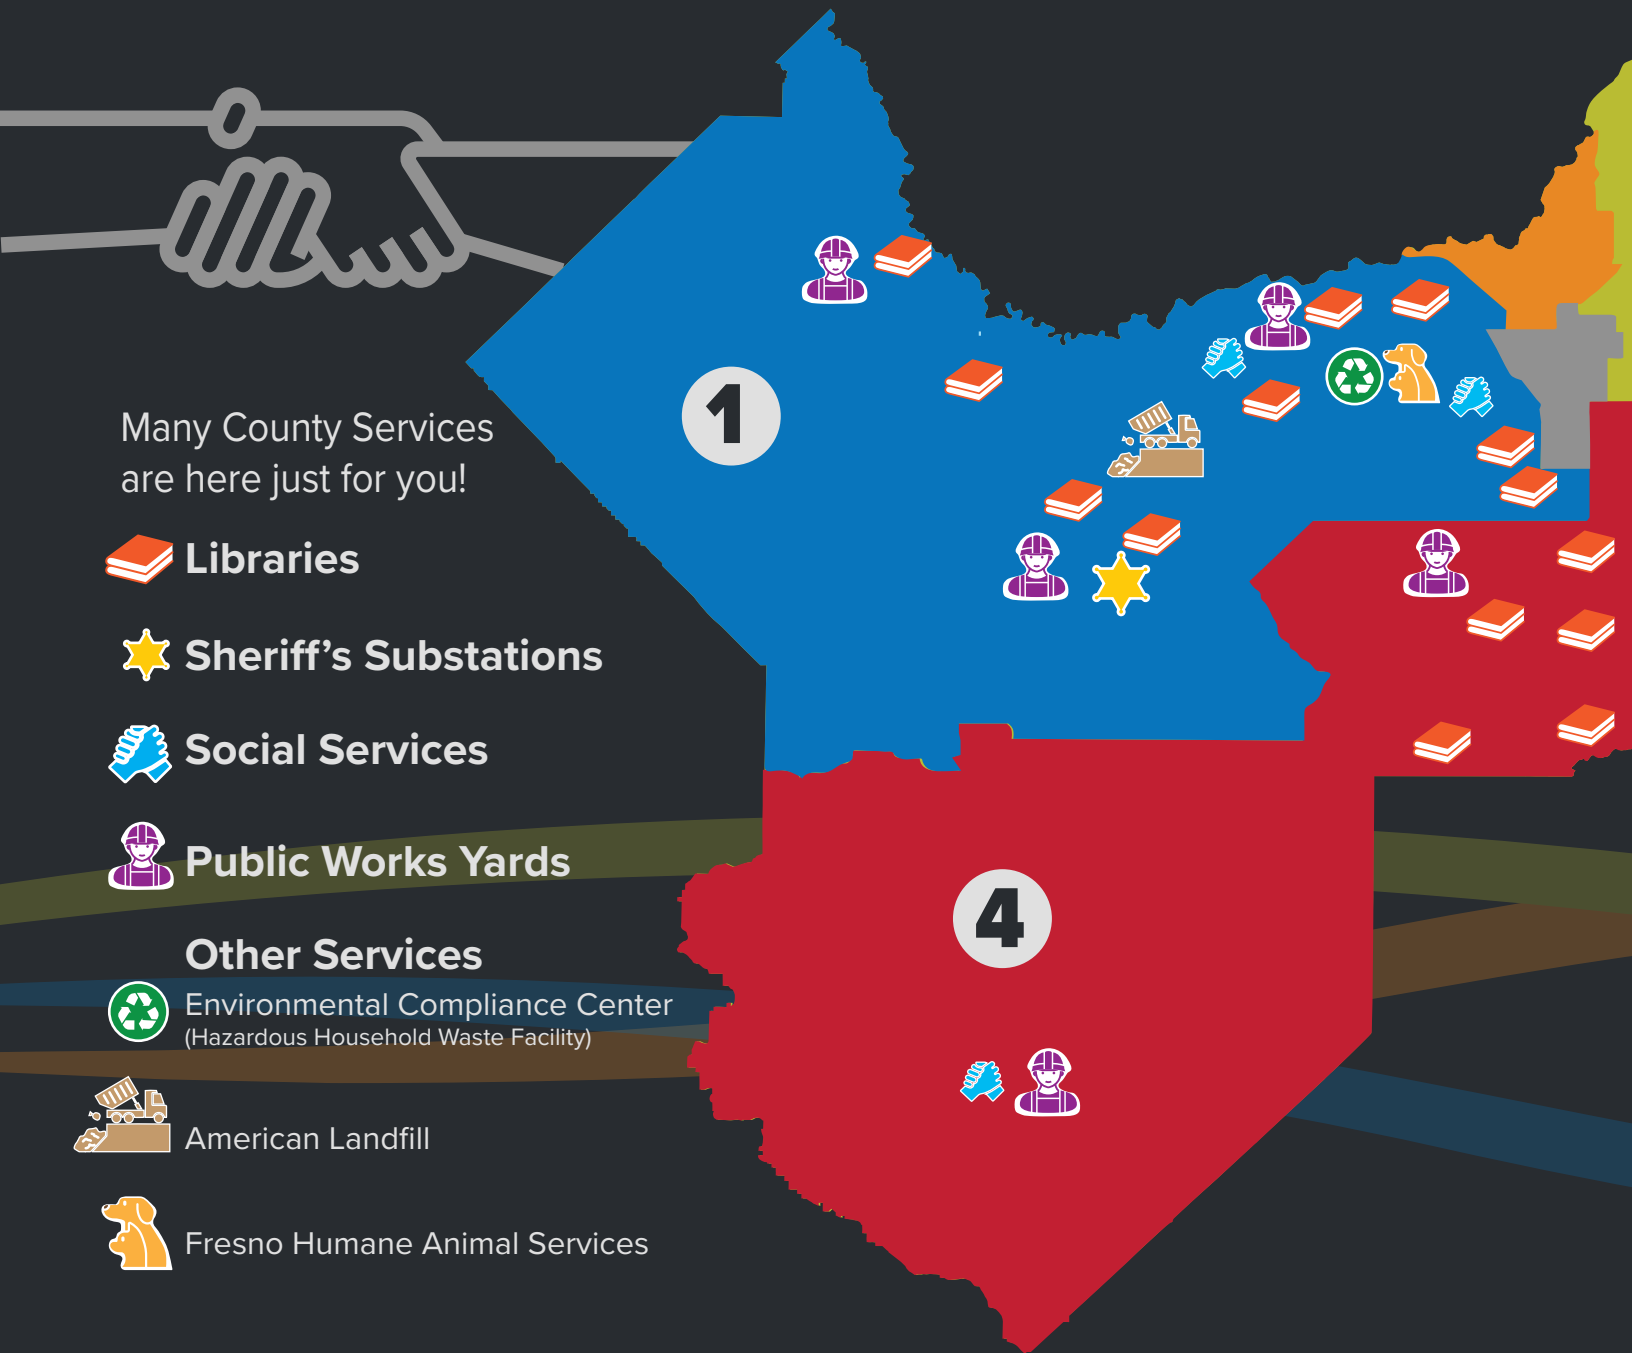 Many County Services
are here just for you!
Libraries
Sheriff’s Substations
Social Services
Public Works Yards
Other Services
Environmental Compliance Center
(Hazardous Household Waste Facility)
American Landfill
Fresno Humane Animal Services
1
4